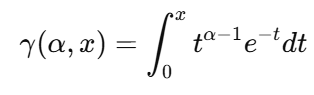 γ(α, x) = ∫₀ˣ t^{α−1}e^{−t}dt